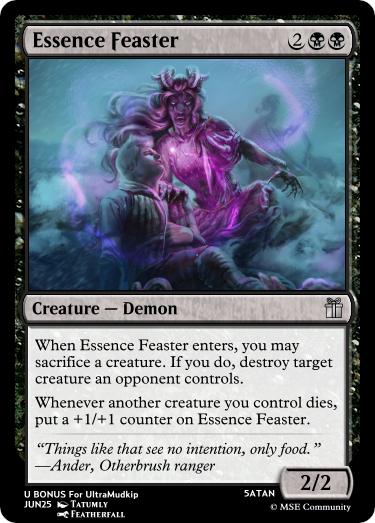 Essence Feaster 2
Creature — Demon
When Essence Feaster enters, you may
sacrifice a creature. If you do, destroy target
creature an opponent controls.
Whenever another creature you control dies,
put a +1/+1 counter on Essence Feaster.
“Things like that see no intention, only food.”
—Ander, Otherbrush ranger
2/2
U BONUS For UltraMudkip
5ATAN
JUN25 Tatumly
© MSE Community
Featherfall